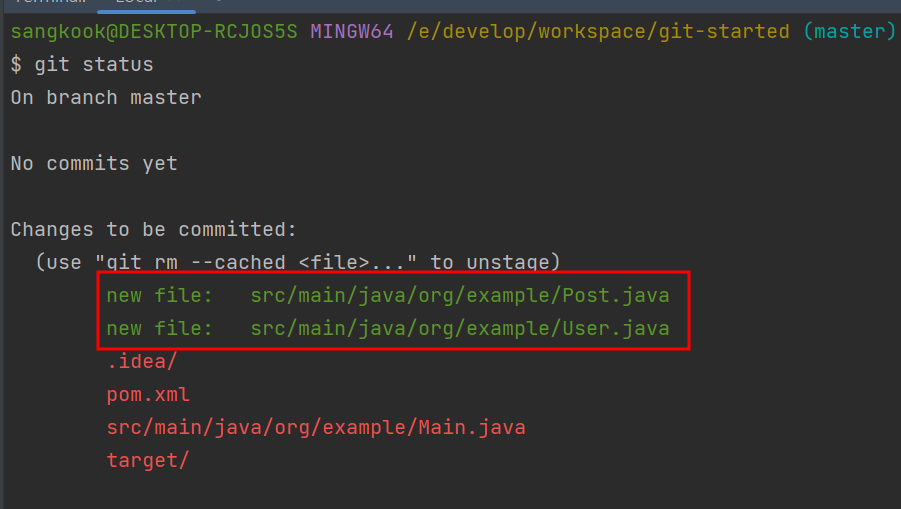 sangkook@DESKTOP-RCJOS5S MINGW64 /e/develop/workspace/git-started (master)
$ git status
On branch master
No commits yet
Changes to be committed:
(use "git rm --cached <file>..." to unstage)
new file:   src/main/java/org/example/Post.java
new file:   src/main/java/org/example/User.java
.idea/
pom.xml
src/main/java/org/example/Main.java
target/